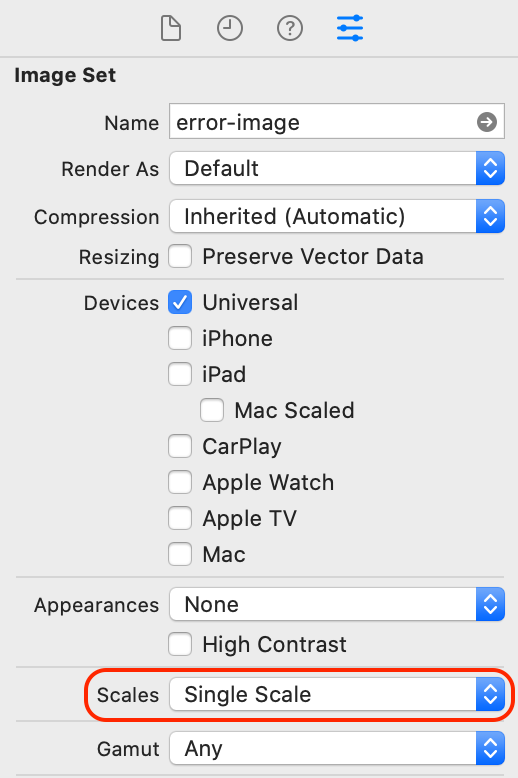 Image Set
Name error-image
Render As Default
Compression Inherited (Automatic)
Resizing Preserve Vector Data
Devices Universal
iPhone
iPad
Mac Scaled
CarPlay
Apple Watch
Apple TV
Mac
Appearances None
High Contrast
Scales Single Scale
Gamut Any